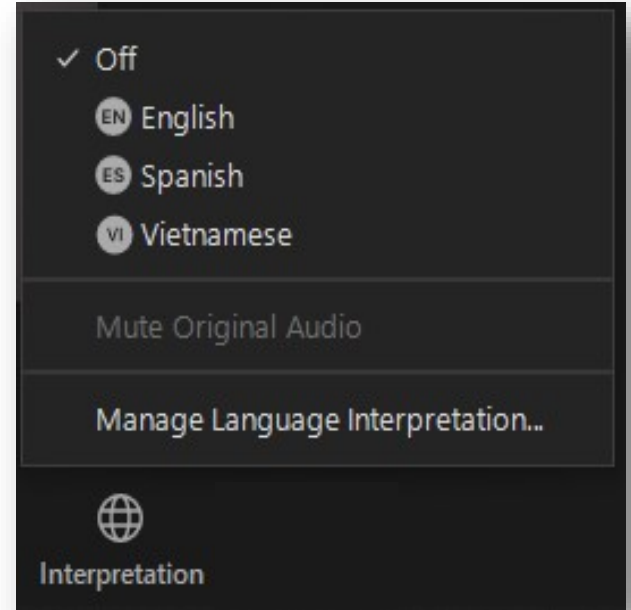 Off
EN English
ES Spanish
VI Vietnamese
Mute Original Audio
Manage Language Interpretation...
Interpretation